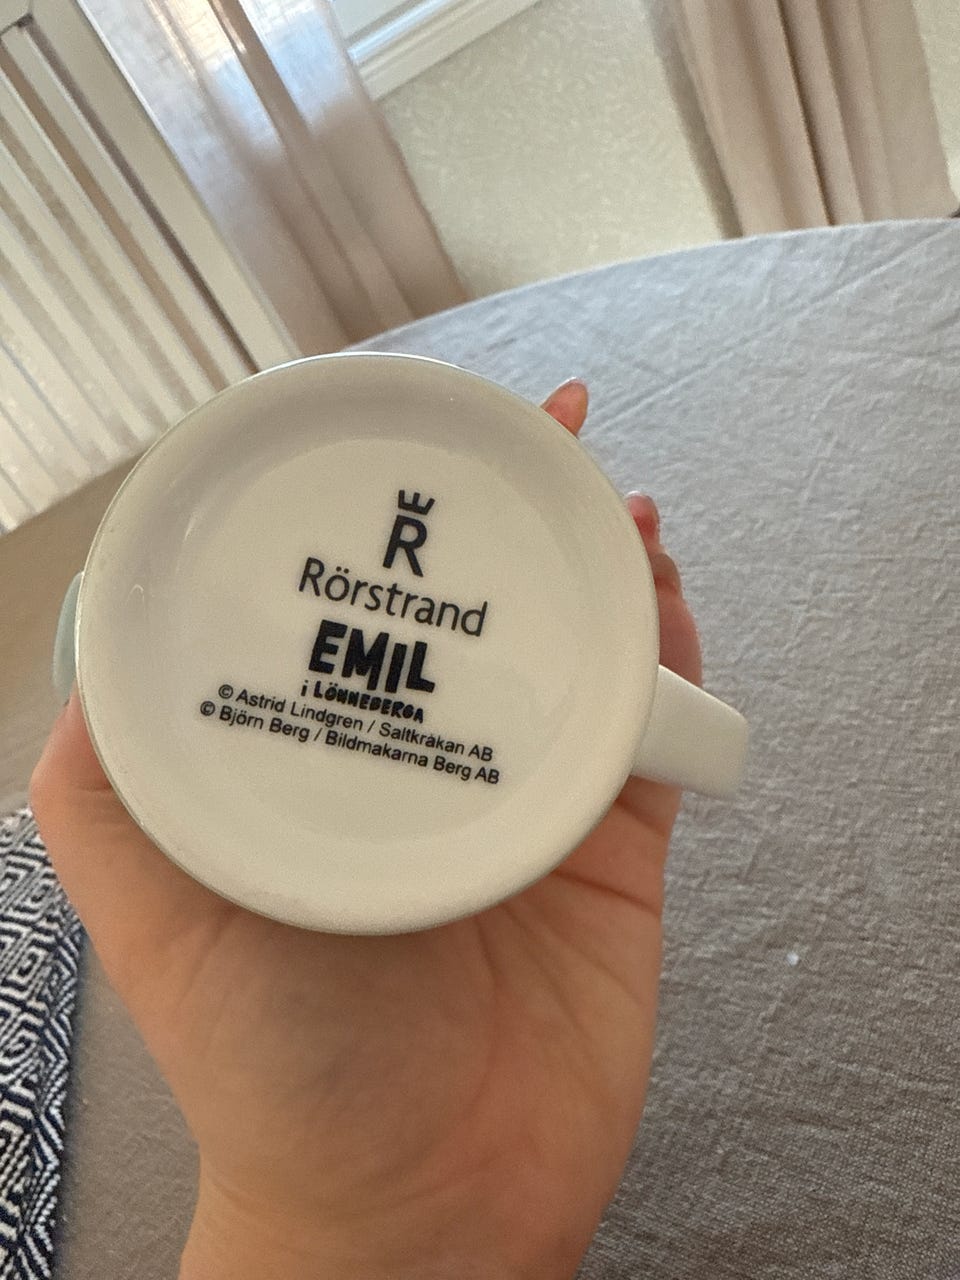 R
Rörstrand
EMIL
i LÖNNEBERGA
© Astrid Lindgren / Saltkråkan AB
© Björn Berg / Bildmakarna Berg AB